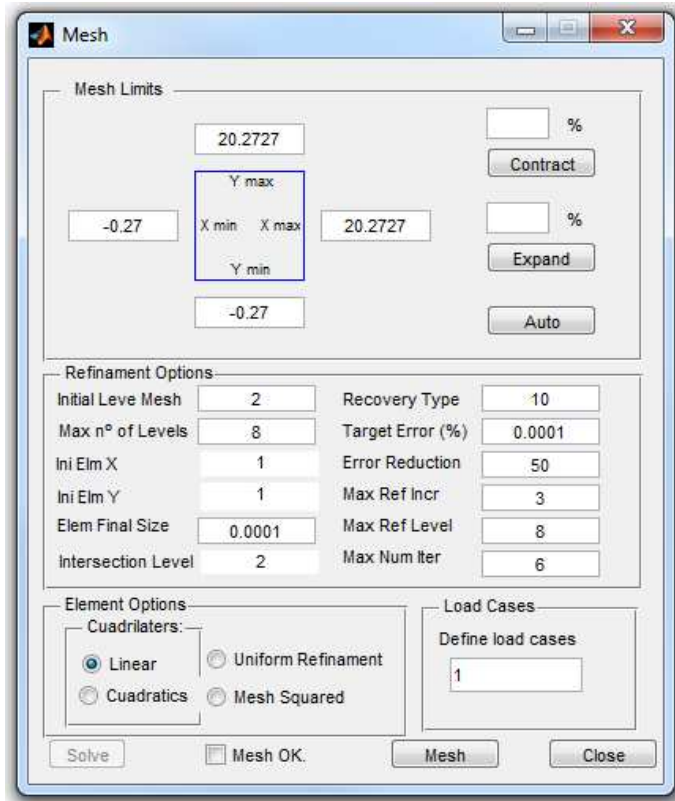 Mesh
Mesh Limits
%
20.2727
Contract
Y max
-0.27
X min X max
20.2727
%
Y min
Expand
-0.27
Auto
Refinament Options
Initial Leve Mesh 2 Recovery Type 10
Max nº of Levels 8 Target Error (%) 0.0001
Ini Elm X 1 Error Reduction 50
Ini Elm Y 1 Max Ref Incr 3
Elem Final Size 0.0001 Max Ref Level 8
Intersection Level 2 Max Num Iter 6
Element Options
Cuadrilaters:
Linear
Cuadratics
Uniform Refinament
Mesh Squared
Load Cases
Define load cases
1
Solve Mesh OK. Mesh Close